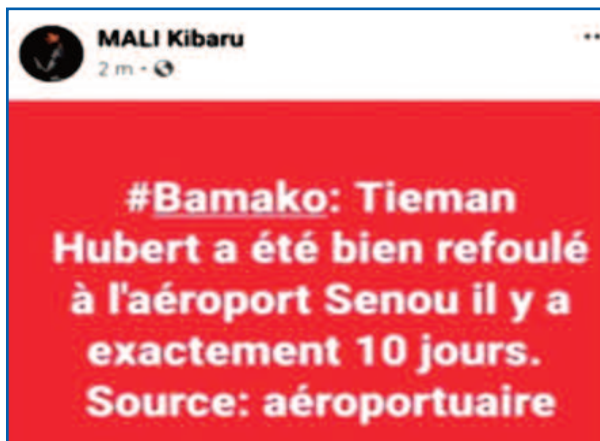 MALI Kibaru
2 m ·
#Bamako: Tieman
Hubert a été bien refoulé
à l'aéroport Senou il y a
exactement 10 jours.
Source: aéroportuaire